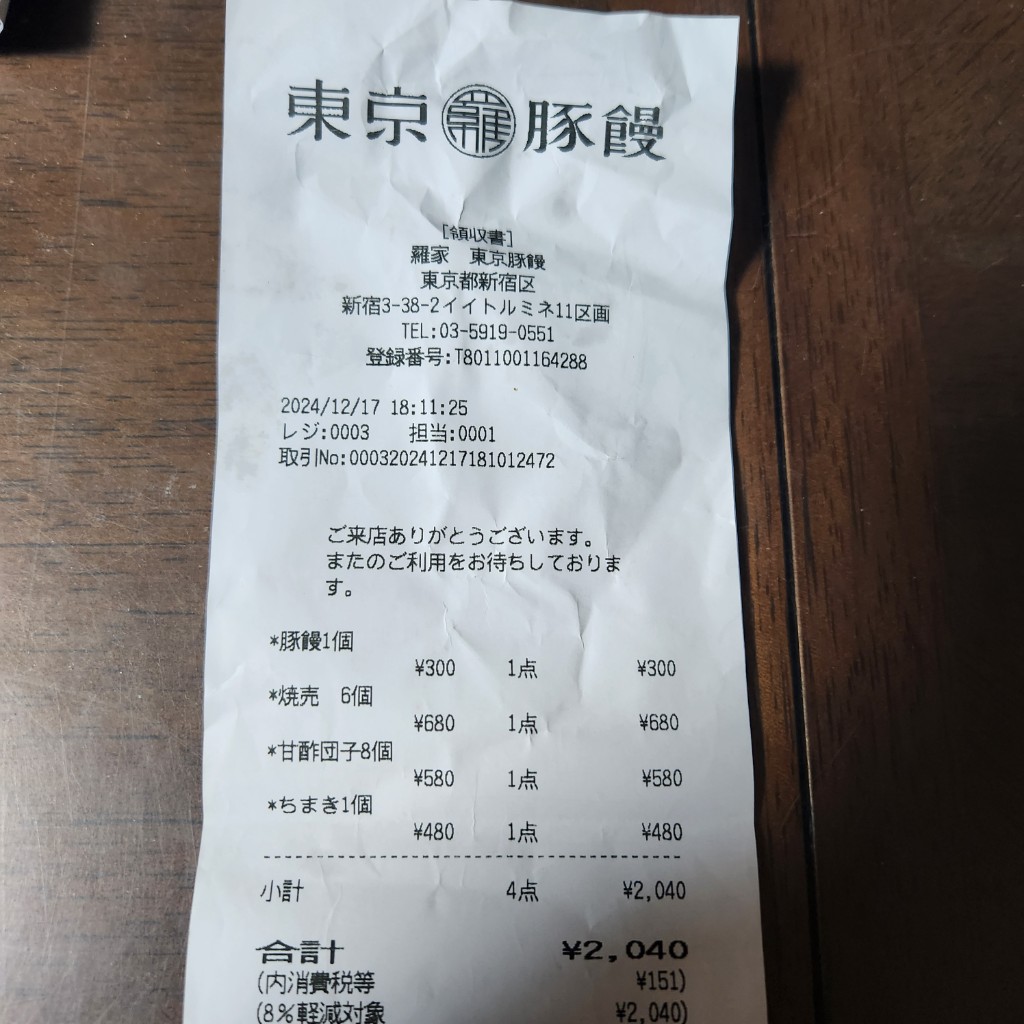 東京 羅 豚饅
[領収書]
羅家 東京豚饅
東京都新宿区
新宿3-38-2イイトルミネ11区画
TEL:03-5919-0551
登録番号:T8011001164288
2024/12/17 18:11:25
レジ:0003 担当:0001
取引No:000320241217181012472
ご来店ありがとうございます。
またのご利用をお待ちしておりま
す。
*豚饅1個
¥300 1点 ¥300
*焼売 6個
¥680 1点 ¥680
*甘酢団子8個
¥580 1点 ¥580
*ちまき1個
¥480 1点 ¥480
小計 4点 ¥2,040
合計 ¥2,040
(内消費税等 ¥151)
(8%軽減対象 ¥2,040)